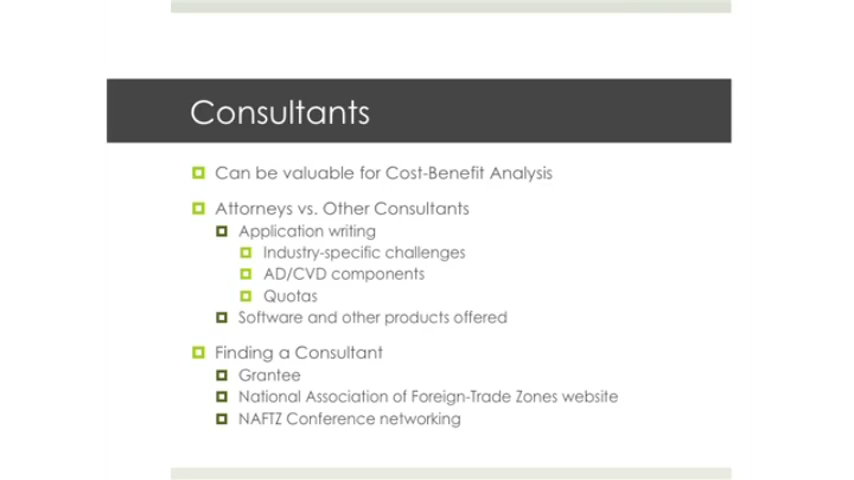 Consultants
Can be valuable for Cost-Benefit Analysis
Attorneys vs. Other Consultants
Application writing
Industry-specific challenges
AD/CVD components
Quotas
Software and other products offered
Finding a Consultant
Grantee
National Association of Foreign-Trade Zones website
NAFTZ Conference networking